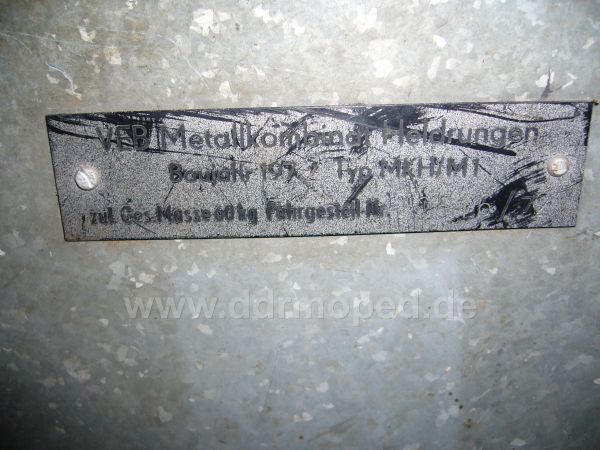 VEB Metallkombinat Heldrungen
Baujahr 197 Typ MKH/M1
zul. Ges. Masse 60 kg Fahrgestell Nr.
www.ddrmoped.de